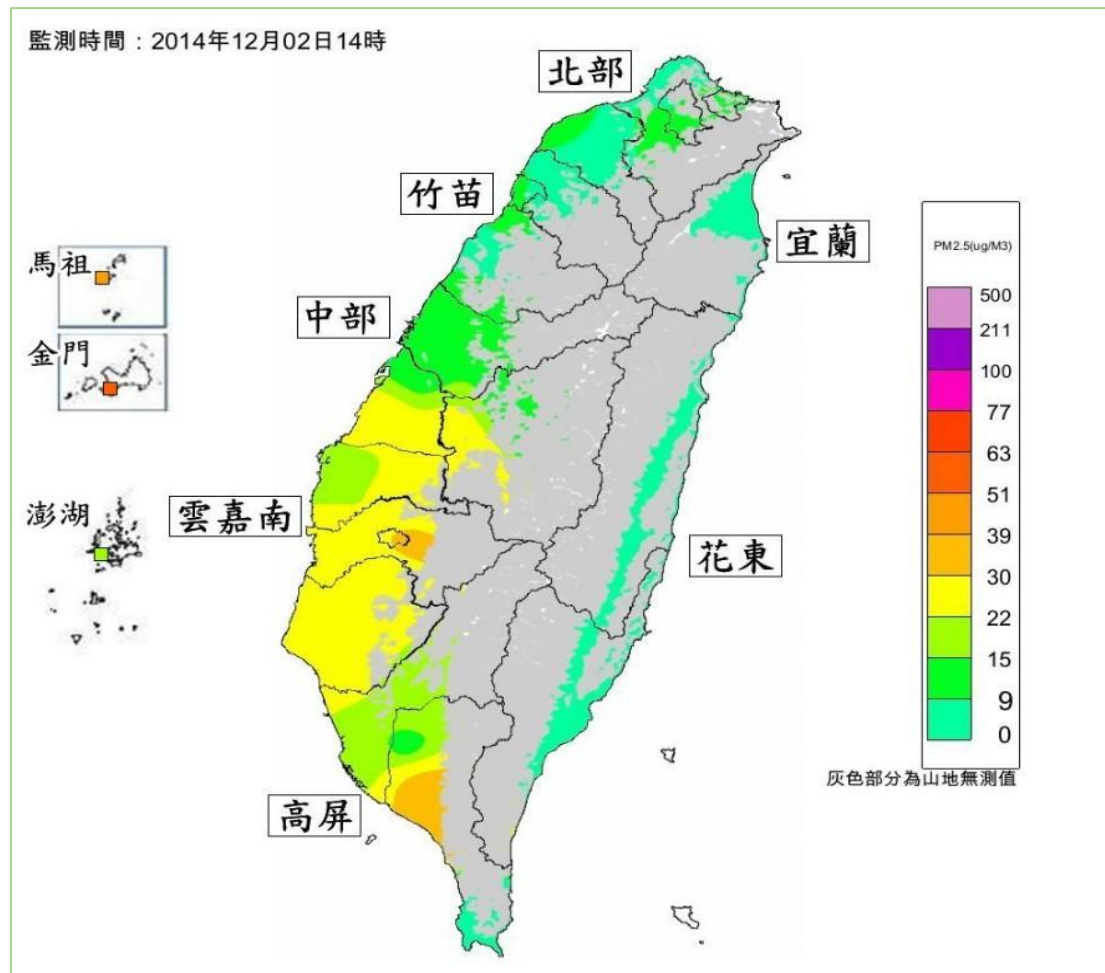 監測時間：2014年12月02日14時
北部
竹苗
宜蘭
馬祖
中部
金門
澎湖
雲嘉南
花東
高屏
PM2.5(ug/M3)
500
211
100
77
63
51
39
30
22
15
9
0
灰色部分為山地無測值